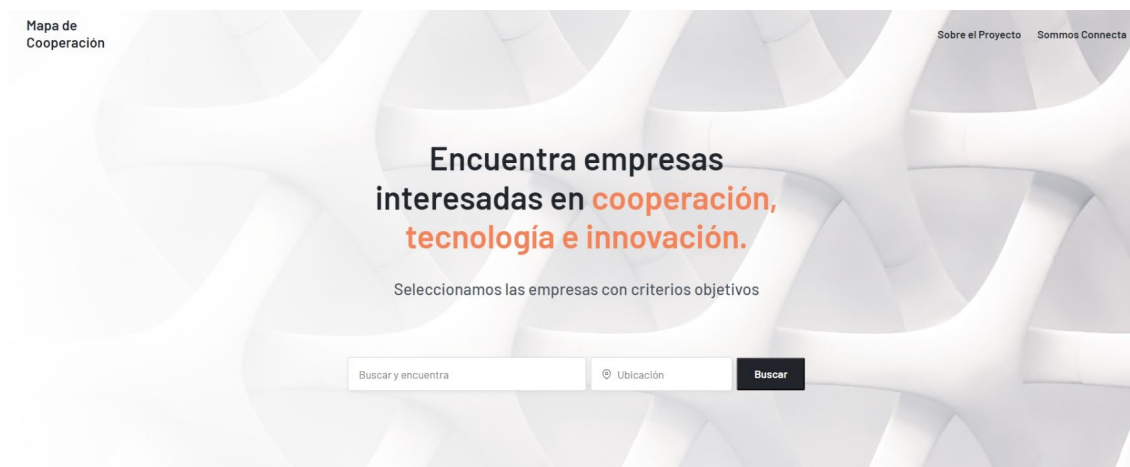 Mapa de
Cooperación
Sobre el Proyecto Sommos Connecta
Encuentra empresas
interesadas en cooperación,
tecnología e innovación.
Seleccionamos las empresas con criterios objetivos
Buscar y encuentra Ubicación Buscar